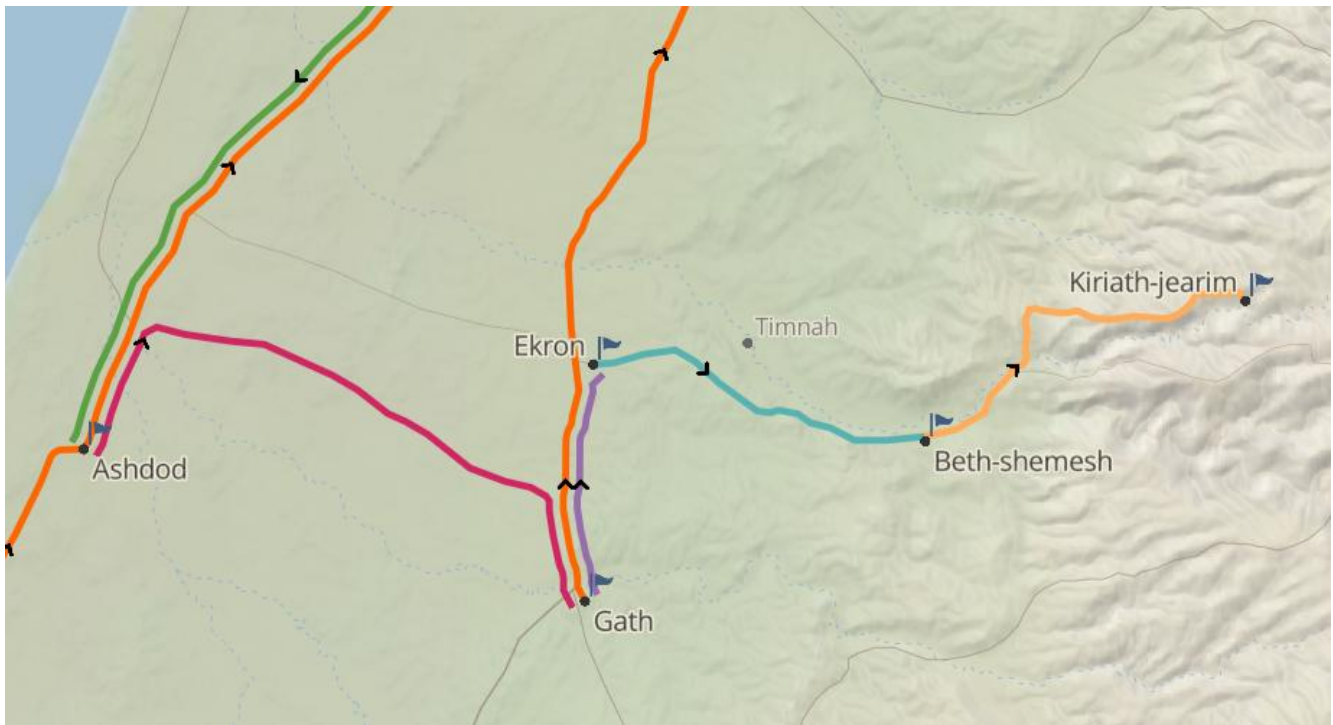 Kiriath-jearim
Timnah
Ekron
Beth-shemesh
Ashdod
Gath